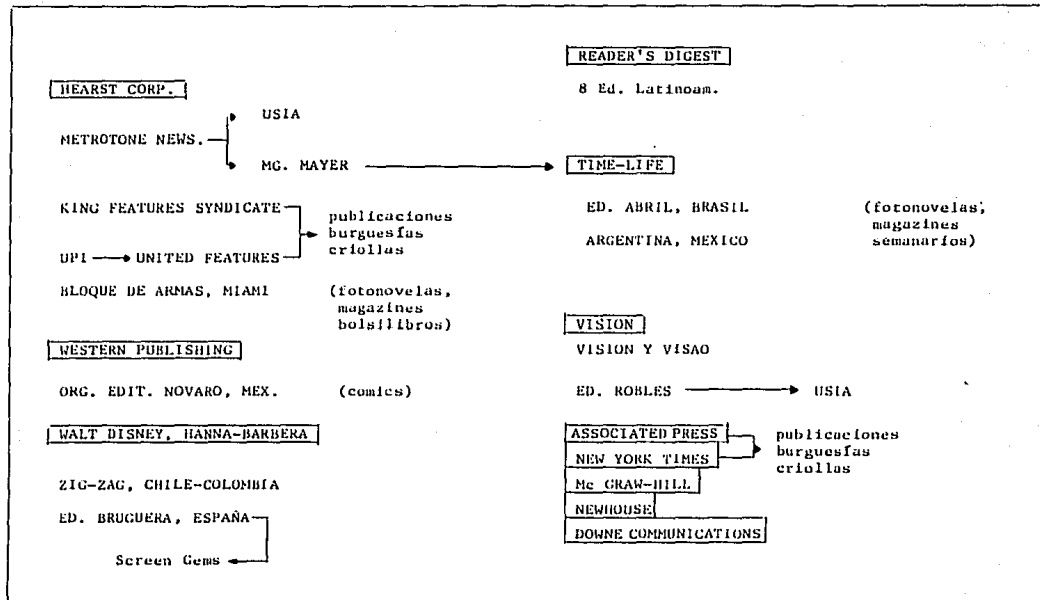 HEARST CORP.
METROTONE NEWS.
USIA
MG. MAYER
KING FEATURES SYNDICATE
UPI
UNITED FEATURES
publicaciones
burguesías
criollas
BLOQUE DE ARMAS, MIAMI
(fotonovelas,
magazines
bolsilibros)
WESTERN PUBLISHING
ORG. EDIT. NOVARO, MEX.
(comics)
WALT DISNEY, HANNA-BARBERA
ZIG-ZAG, CHILE-COLOMBIA
ED. BRUGUERA, ESPAÑA
Screen Gems
READER'S DIGEST
8 Ed. Latinoam.
TIME-LIFE
ED. ABRIL, BRASIL
ARGENTINA, MEXICO
(fotonovelas,
magazines
semanarios)
VISION
VISION Y VISAO
ED. ROBLES
USIA
ASSOCIATED PRESS
NEW YORK TIMES
Mc GRAW-HILL
NEWHOUSE
DOWNE COMMUNICATIONS
publicaciones
burguesías
criollas